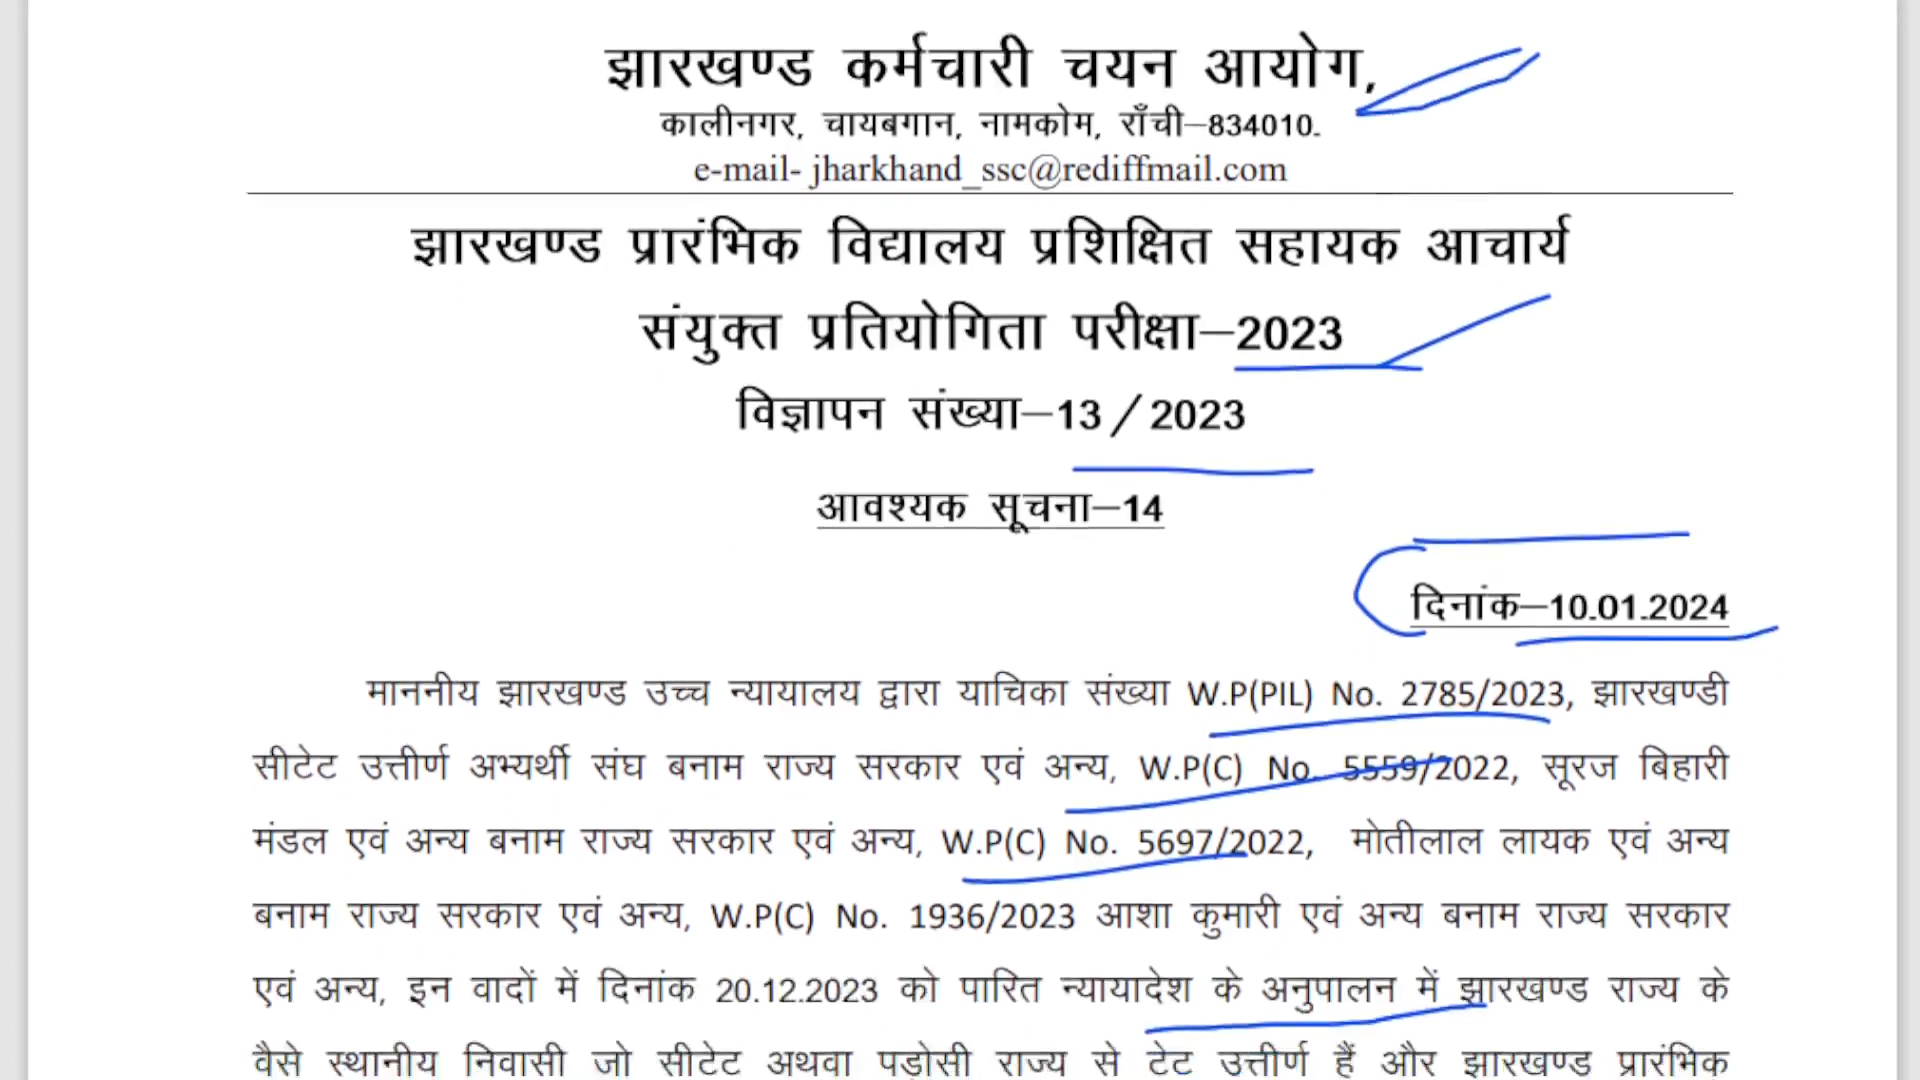 झारखण्ड कर्मचारी चयन आयोग,
कालीनगर, चायबगान, नामकोम, राँची–834010.
e-mail- jharkhand_ssc@rediffmail.com
झारखण्ड प्रारंभिक विद्यालय प्रशिक्षित सहायक आचार्य
संयुक्त प्रतियोगिता परीक्षा–2023
विज्ञापन संख्या–13/2023
आवश्यक सूचना–14
दिनांक–10.01.2024
माननीय झारखण्ड उच्च न्यायालय द्वारा याचिका संख्या W.P(PIL) No. 2785/2023, झारखण्डी
सीटेट उत्तीर्ण अभ्यर्थी संघ बनाम राज्य सरकार एवं अन्य, W.P(C) No. 5559/2022, सूरज बिहारी
मंडल एवं अन्य बनाम राज्य सरकार एवं अन्य, W.P(C) No. 5697/2022, मोतीलाल लायक एवं अन्य
बनाम राज्य सरकार एवं अन्य, W.P(C) No. 1936/2023 आशा कुमारी एवं अन्य बनाम राज्य सरकार
एवं अन्य, इन वादों में दिनांक 20.12.2023 को पारित न्यायादेश के अनुपालन में झारखण्ड राज्य के
वैसे स्थानीय निवासी जो सीटेट अथवा पड़ोसी राज्य से टेट उत्तीर्ण हैं और झारखण्ड प्रारंभिक